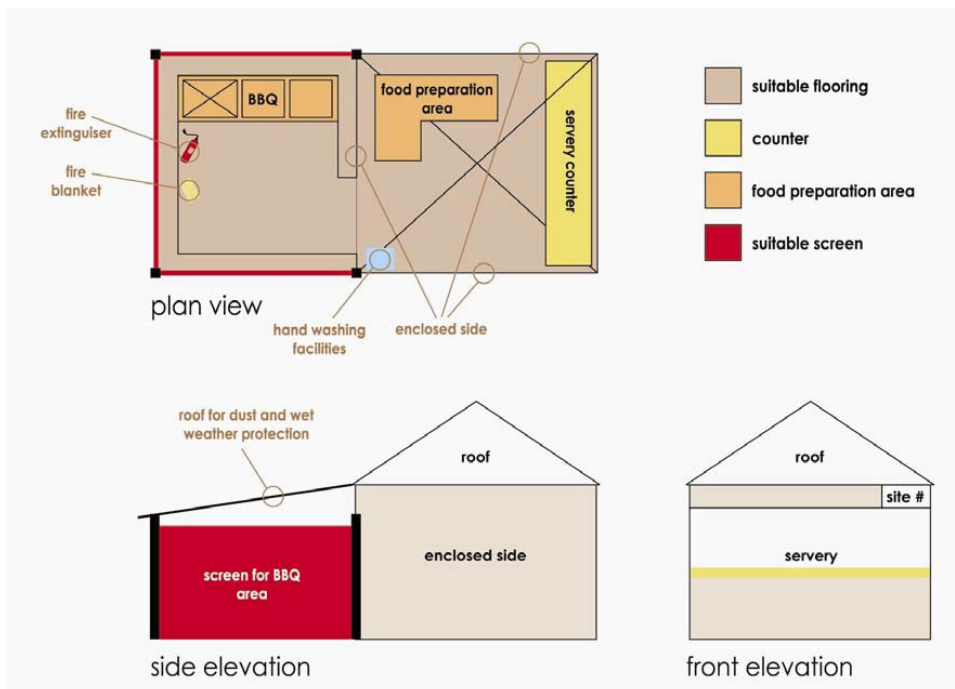 BBQ
food preparation
area
servery counter
fire
extinguiser
fire
blanket
plan view
hand washing
facilities
enclosed side
suitable flooring
counter
food preparation area
suitable screen
roof for dust and wet
weather protection
roof
enclosed side
screen for BBQ
area
side elevation
roof
site #
servery
front elevation